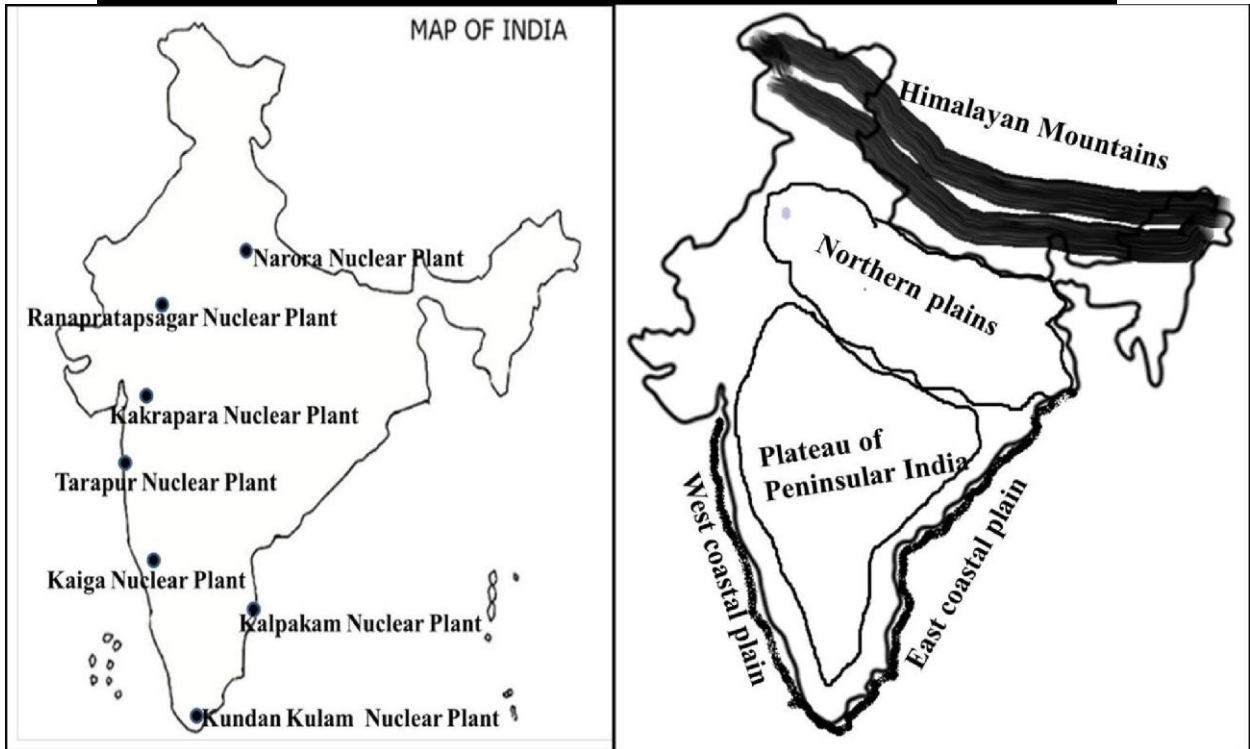 MAP OF INDIA
Narora Nuclear Plant
Ranapratapsagar Nuclear Plant
Kakrapara Nuclear Plant
Tarapur Nuclear Plant
Kaiga Nuclear Plant
Kalpakam Nuclear Plant
Kundan Kulam Nuclear Plant
Himalayan Mountains
Northern plains
Plateau of
Peninsular India
West coastal plain
East coastal plain